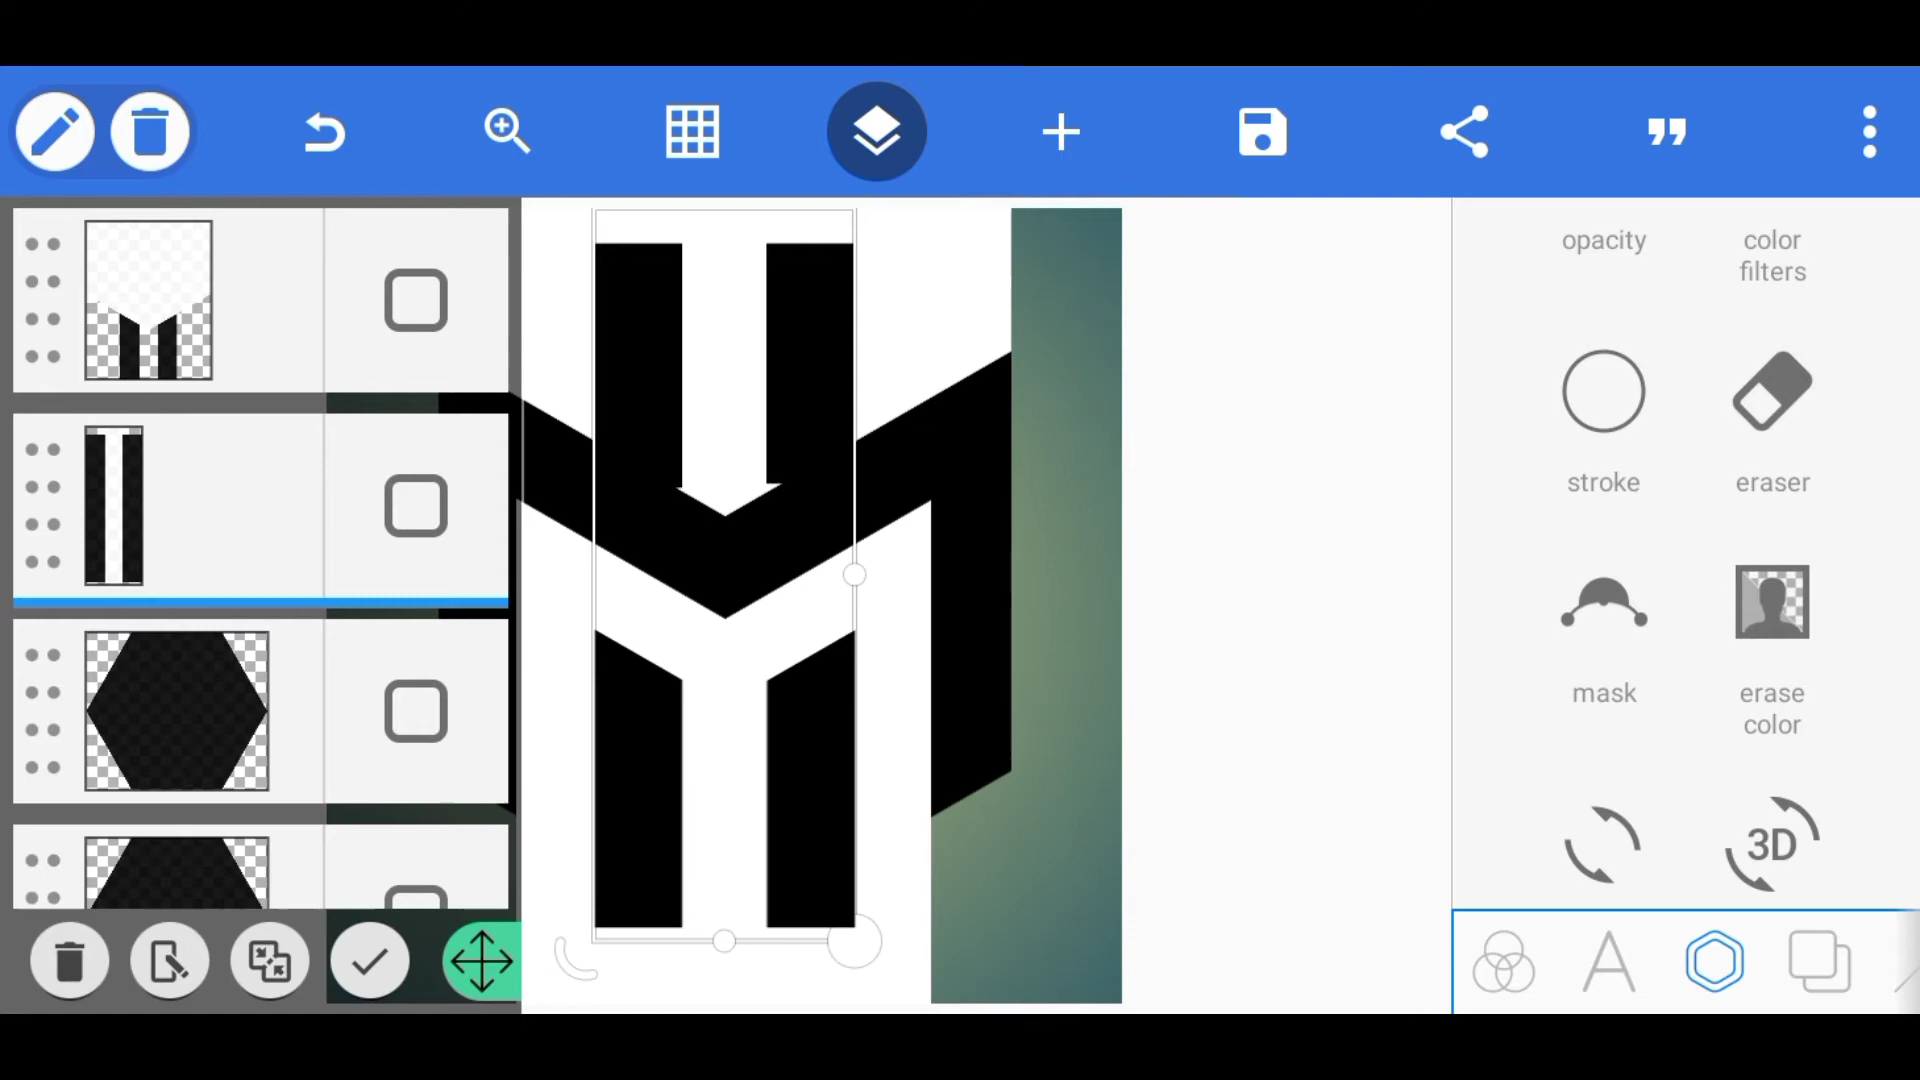 opacity
color
filters
stroke
eraser
mask
erase
color
3D
A